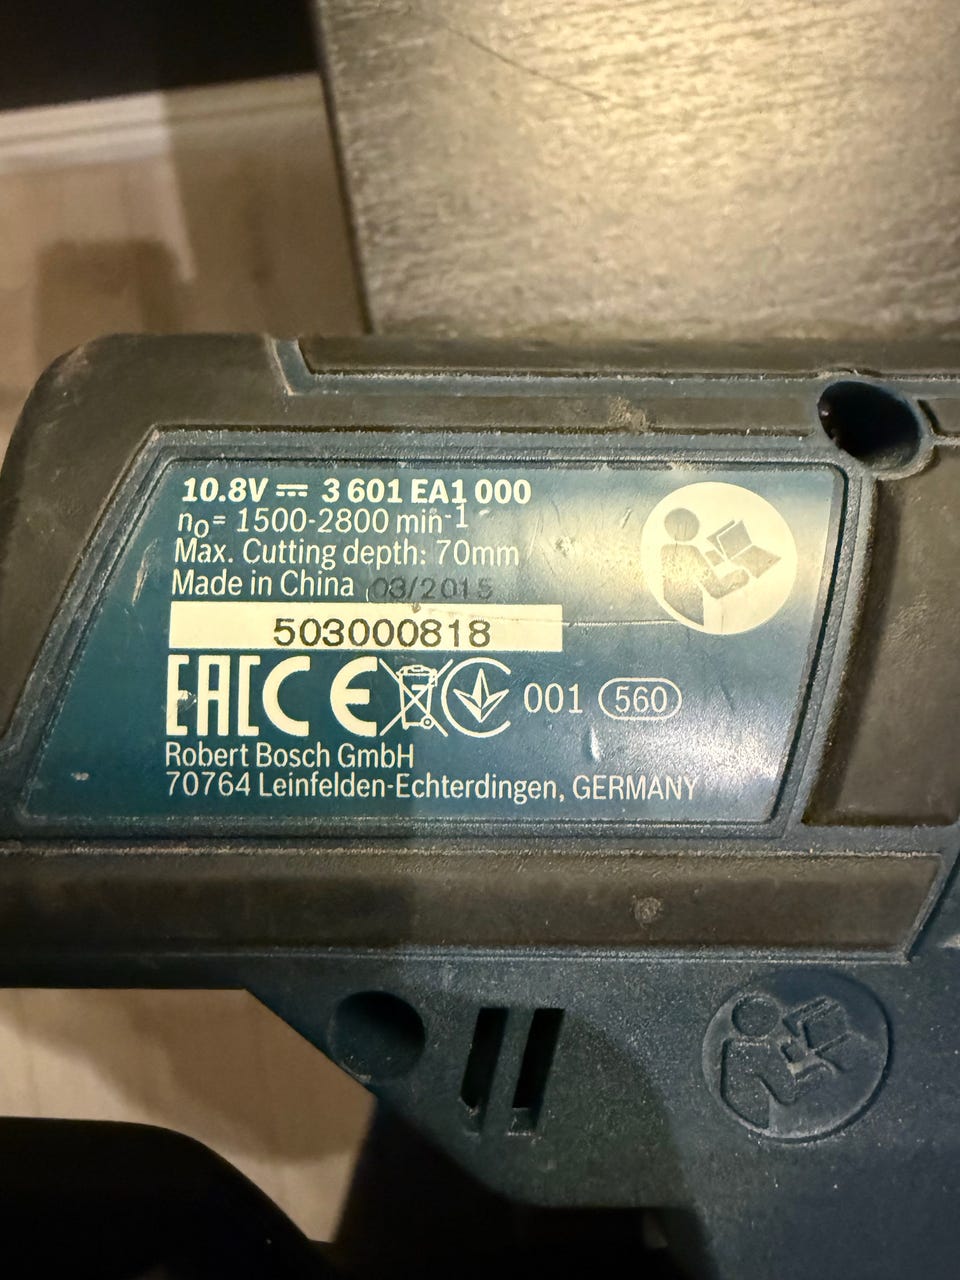 10.8V ⎓ 3 601 EA1 000
n₀= 1500-2800 min⁻¹
Max. Cutting depth: 70mm
Made in China 03/2015
503000818
EAC CE 001 560
Robert Bosch GmbH
70764 Leinfelden-Echterdingen, GERMANY